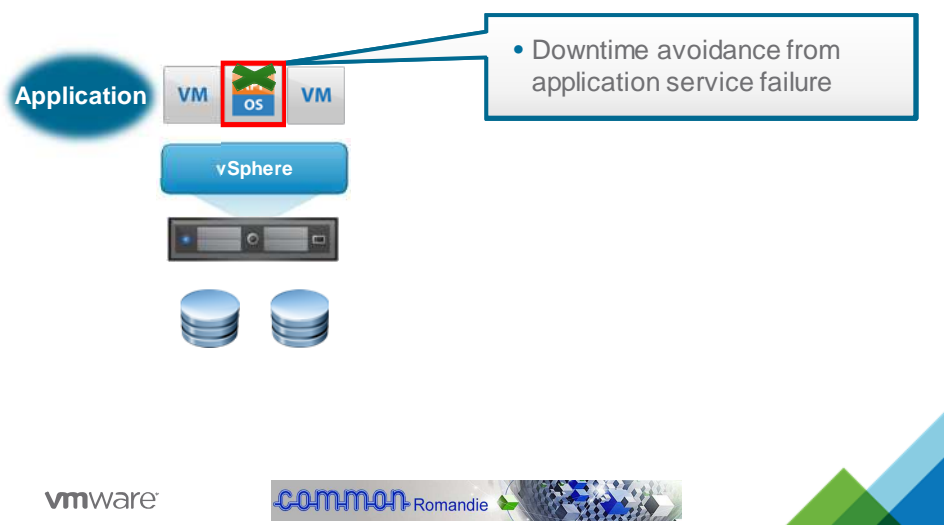 • Downtime avoidance from
application service failure
Application
VM
OS
VM
vSphere
vmware
COMMON Romandie